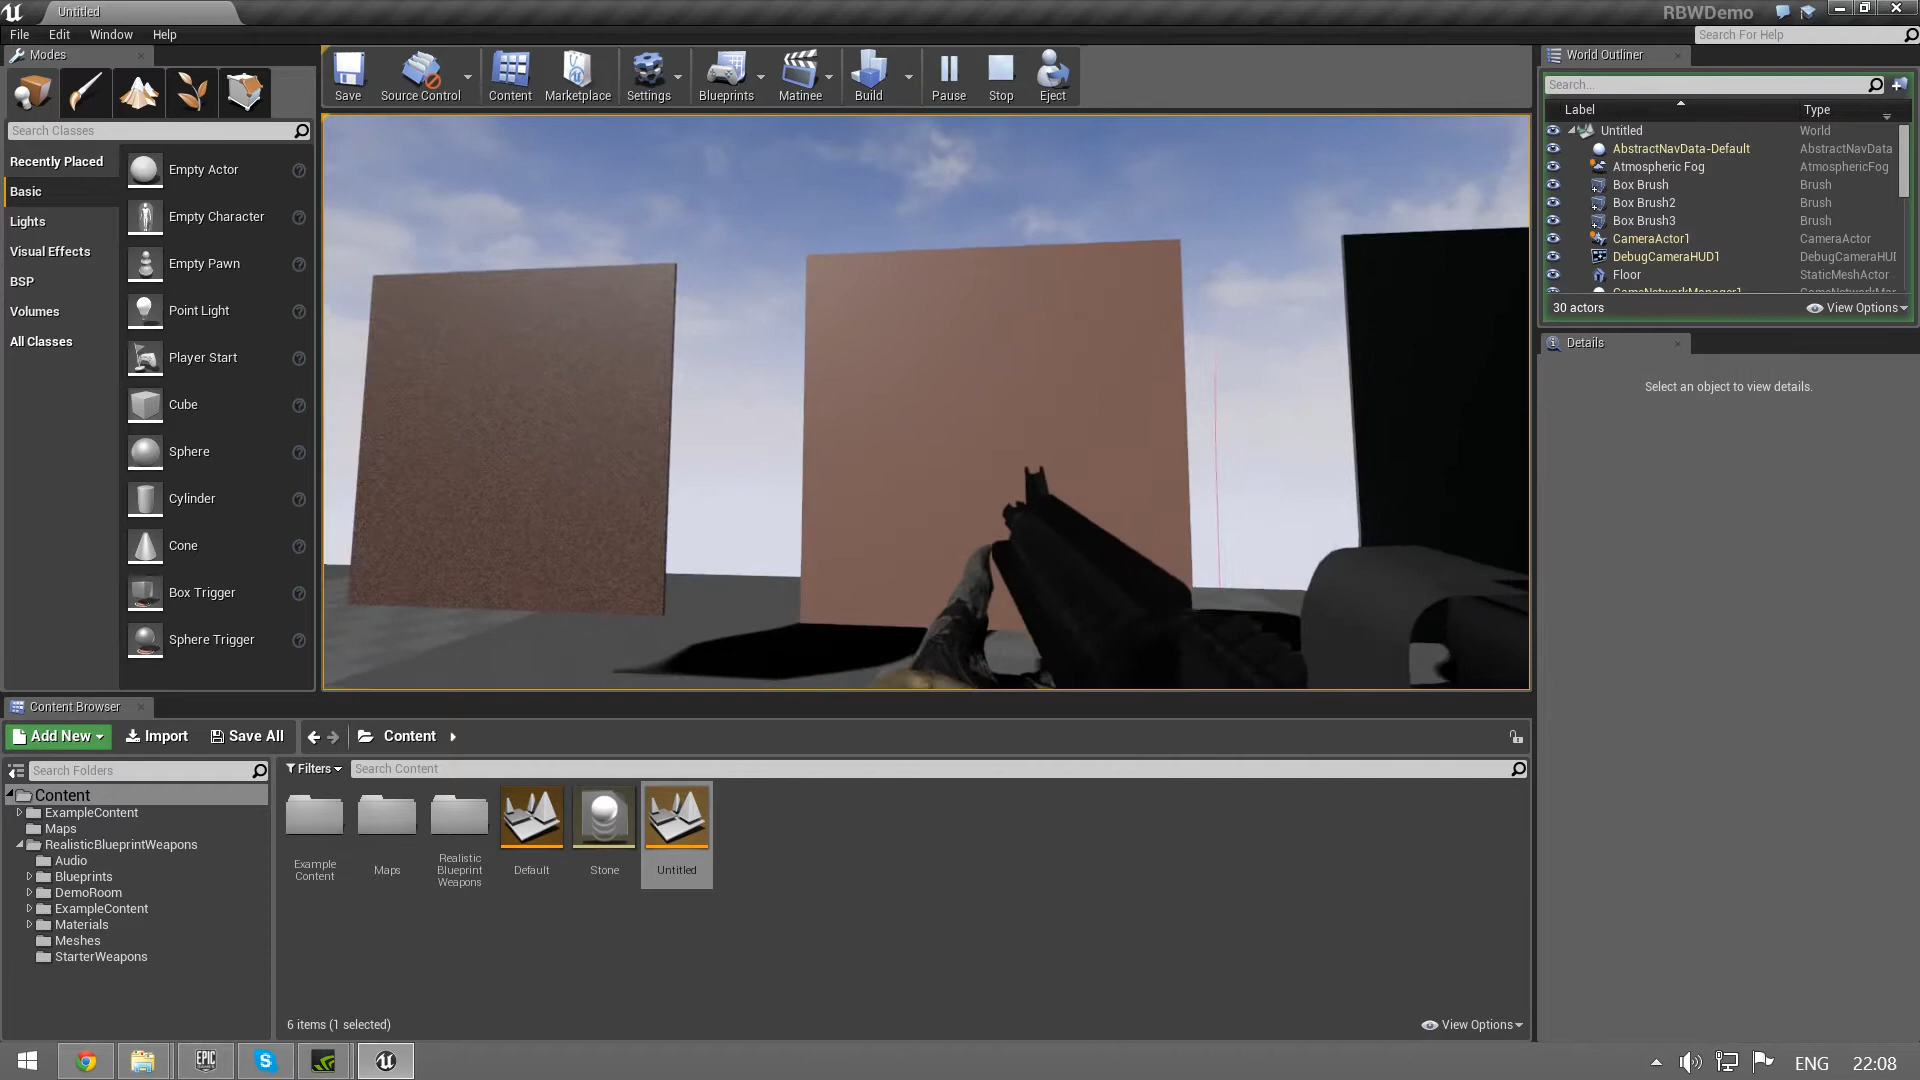 Untitled
RBWDemo
File Edit Window Help
Search For Help
Modes
Save
Source Control
Content
Marketplace
Settings
Blueprints
Matinee
Build
Pause
Stop
Eject
World Outliner
Search...
Label Type
Untitled World
AbstractNavData-Default AbstractNavData
Atmospheric Fog AtmosphericFog
Box Brush Brush
Box Brush2 Brush
Box Brush3 Brush
CameraActor1 CameraActor
DebugCameraHUD1 DebugCameraHUI
Floor StaticMeshActor
30 actors View Options
Details
Select an object to view details.
Search Classes
Recently Placed
Basic
Lights
Visual Effects
BSP
Volumes
All Classes
Empty Actor
Empty Character
Empty Pawn
Point Light
Player Start
Cube
Sphere
Cylinder
Cone
Box Trigger
Sphere Trigger
Content Browser
Add New Import Save All Content
Search Folders
Content
ExampleContent
Maps
RealisticBlueprintWeapons
Audio
Blueprints
DemoRoom
ExampleContent
Materials
Meshes
StarterWeapons
Filters Search Content
Example
Content
Maps
Realistic
Blueprint
Weapons
Default
Stone
Untitled
6 items (1 selected)
View Options
EPIC
GAMES
ENG 22:08